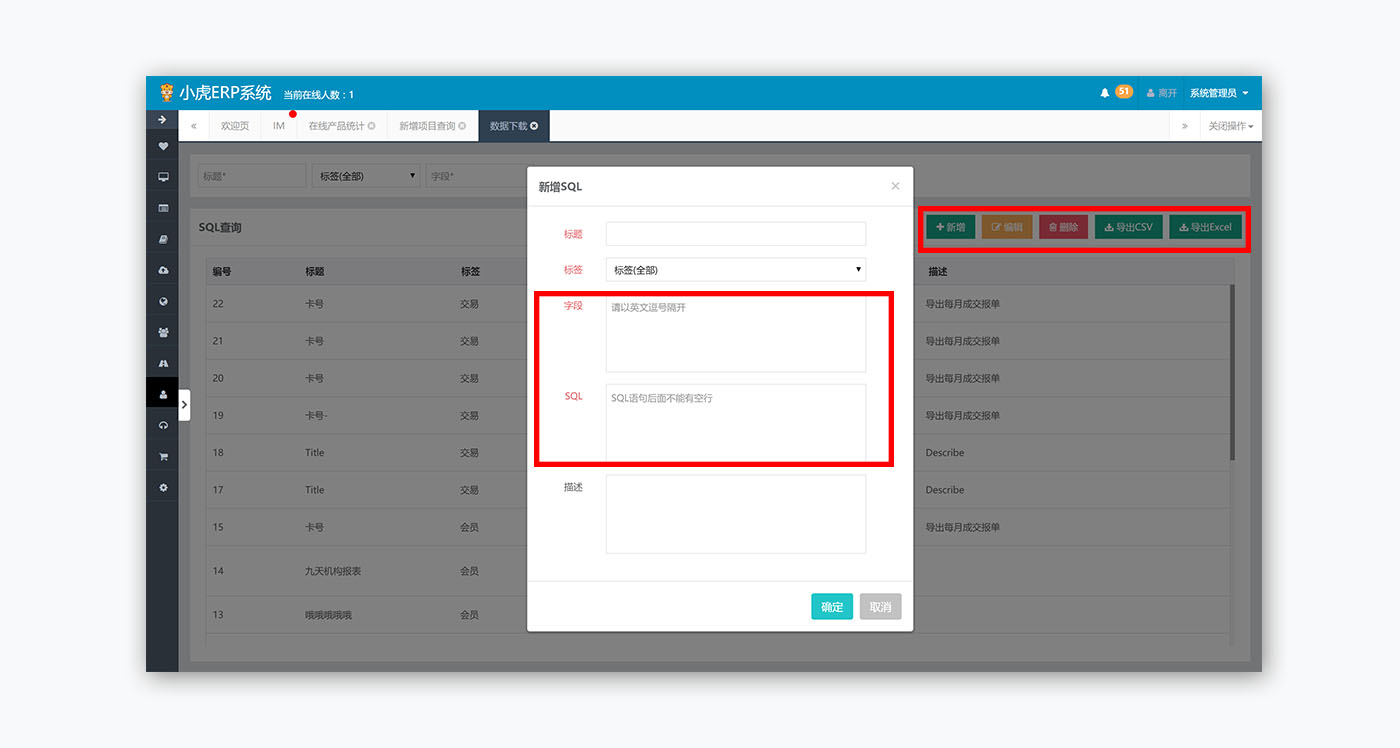 小虎ERP系统 当前在线人数：1 51 离开 系统管理员
欢迎页 IM 在线产品统计 新增项目查询 数据下载 关闭操作
标题* 标签(全部) 字段*
新增SQL
SQL查询
新增 编辑 删除 导出CSV 导出Excel
标题
标签 标签(全部)
字段 请以英文逗号隔开
SQL SQL语句后面不能有空行
描述
确定 取消
编号 标题 标签 描述
22 卡号 交易 导出每月成交报单
21 卡号 交易 导出每月成交报单
20 卡号 交易 导出每月成交报单
19 卡号- 交易 导出每月成交报单
18 Title 交易 Describe
17 Title 交易 Describe
15 卡号 会员 导出每月成交报单
14 九天机构报表 会员
13 哦哦哦哦哦 会员